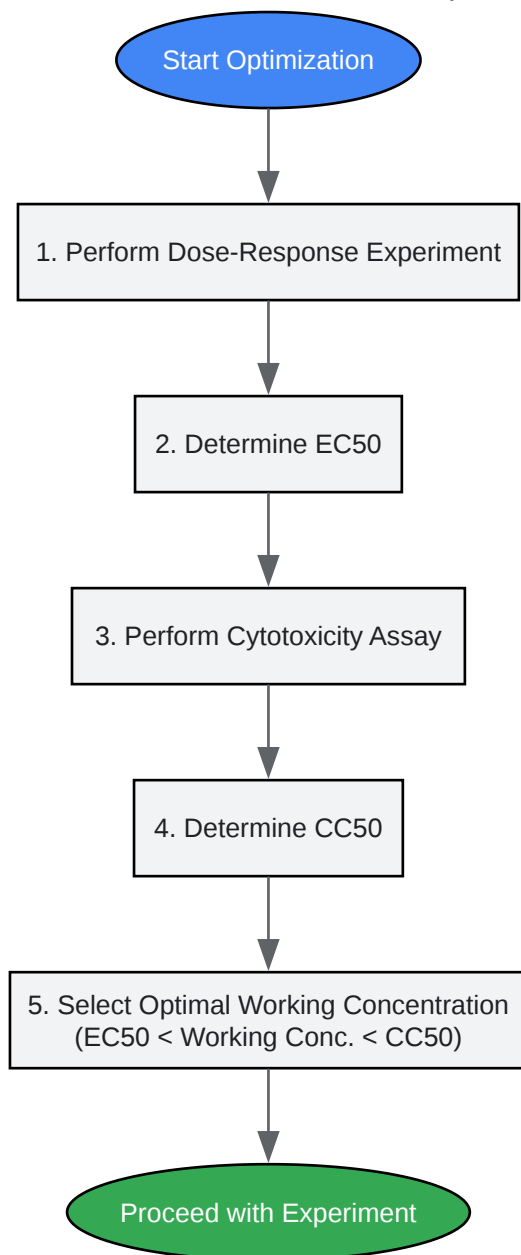 Start Optimization
1. Perform Dose-Response Experiment
2. Determine EC50
3. Perform Cytotoxicity Assay
4. Determine CC50
5. Select Optimal Working Concentration
(EC50 < Working Conc. < CC50)
Proceed with Experiment